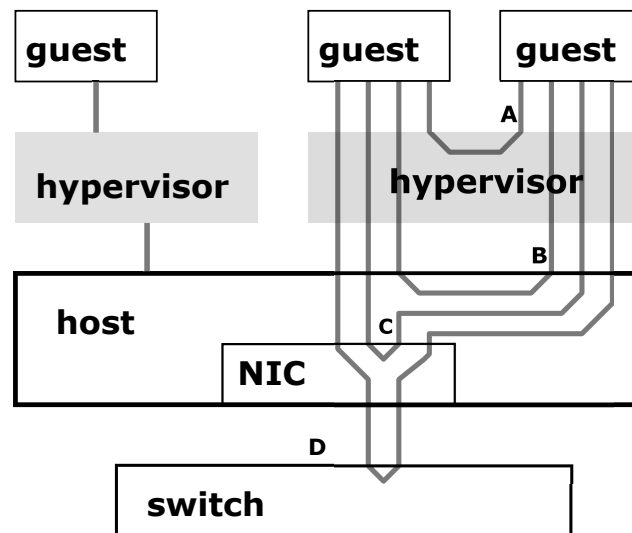 guest
guest
guest
A
hypervisor
hypervisor
B
host
C
NIC
D
switch